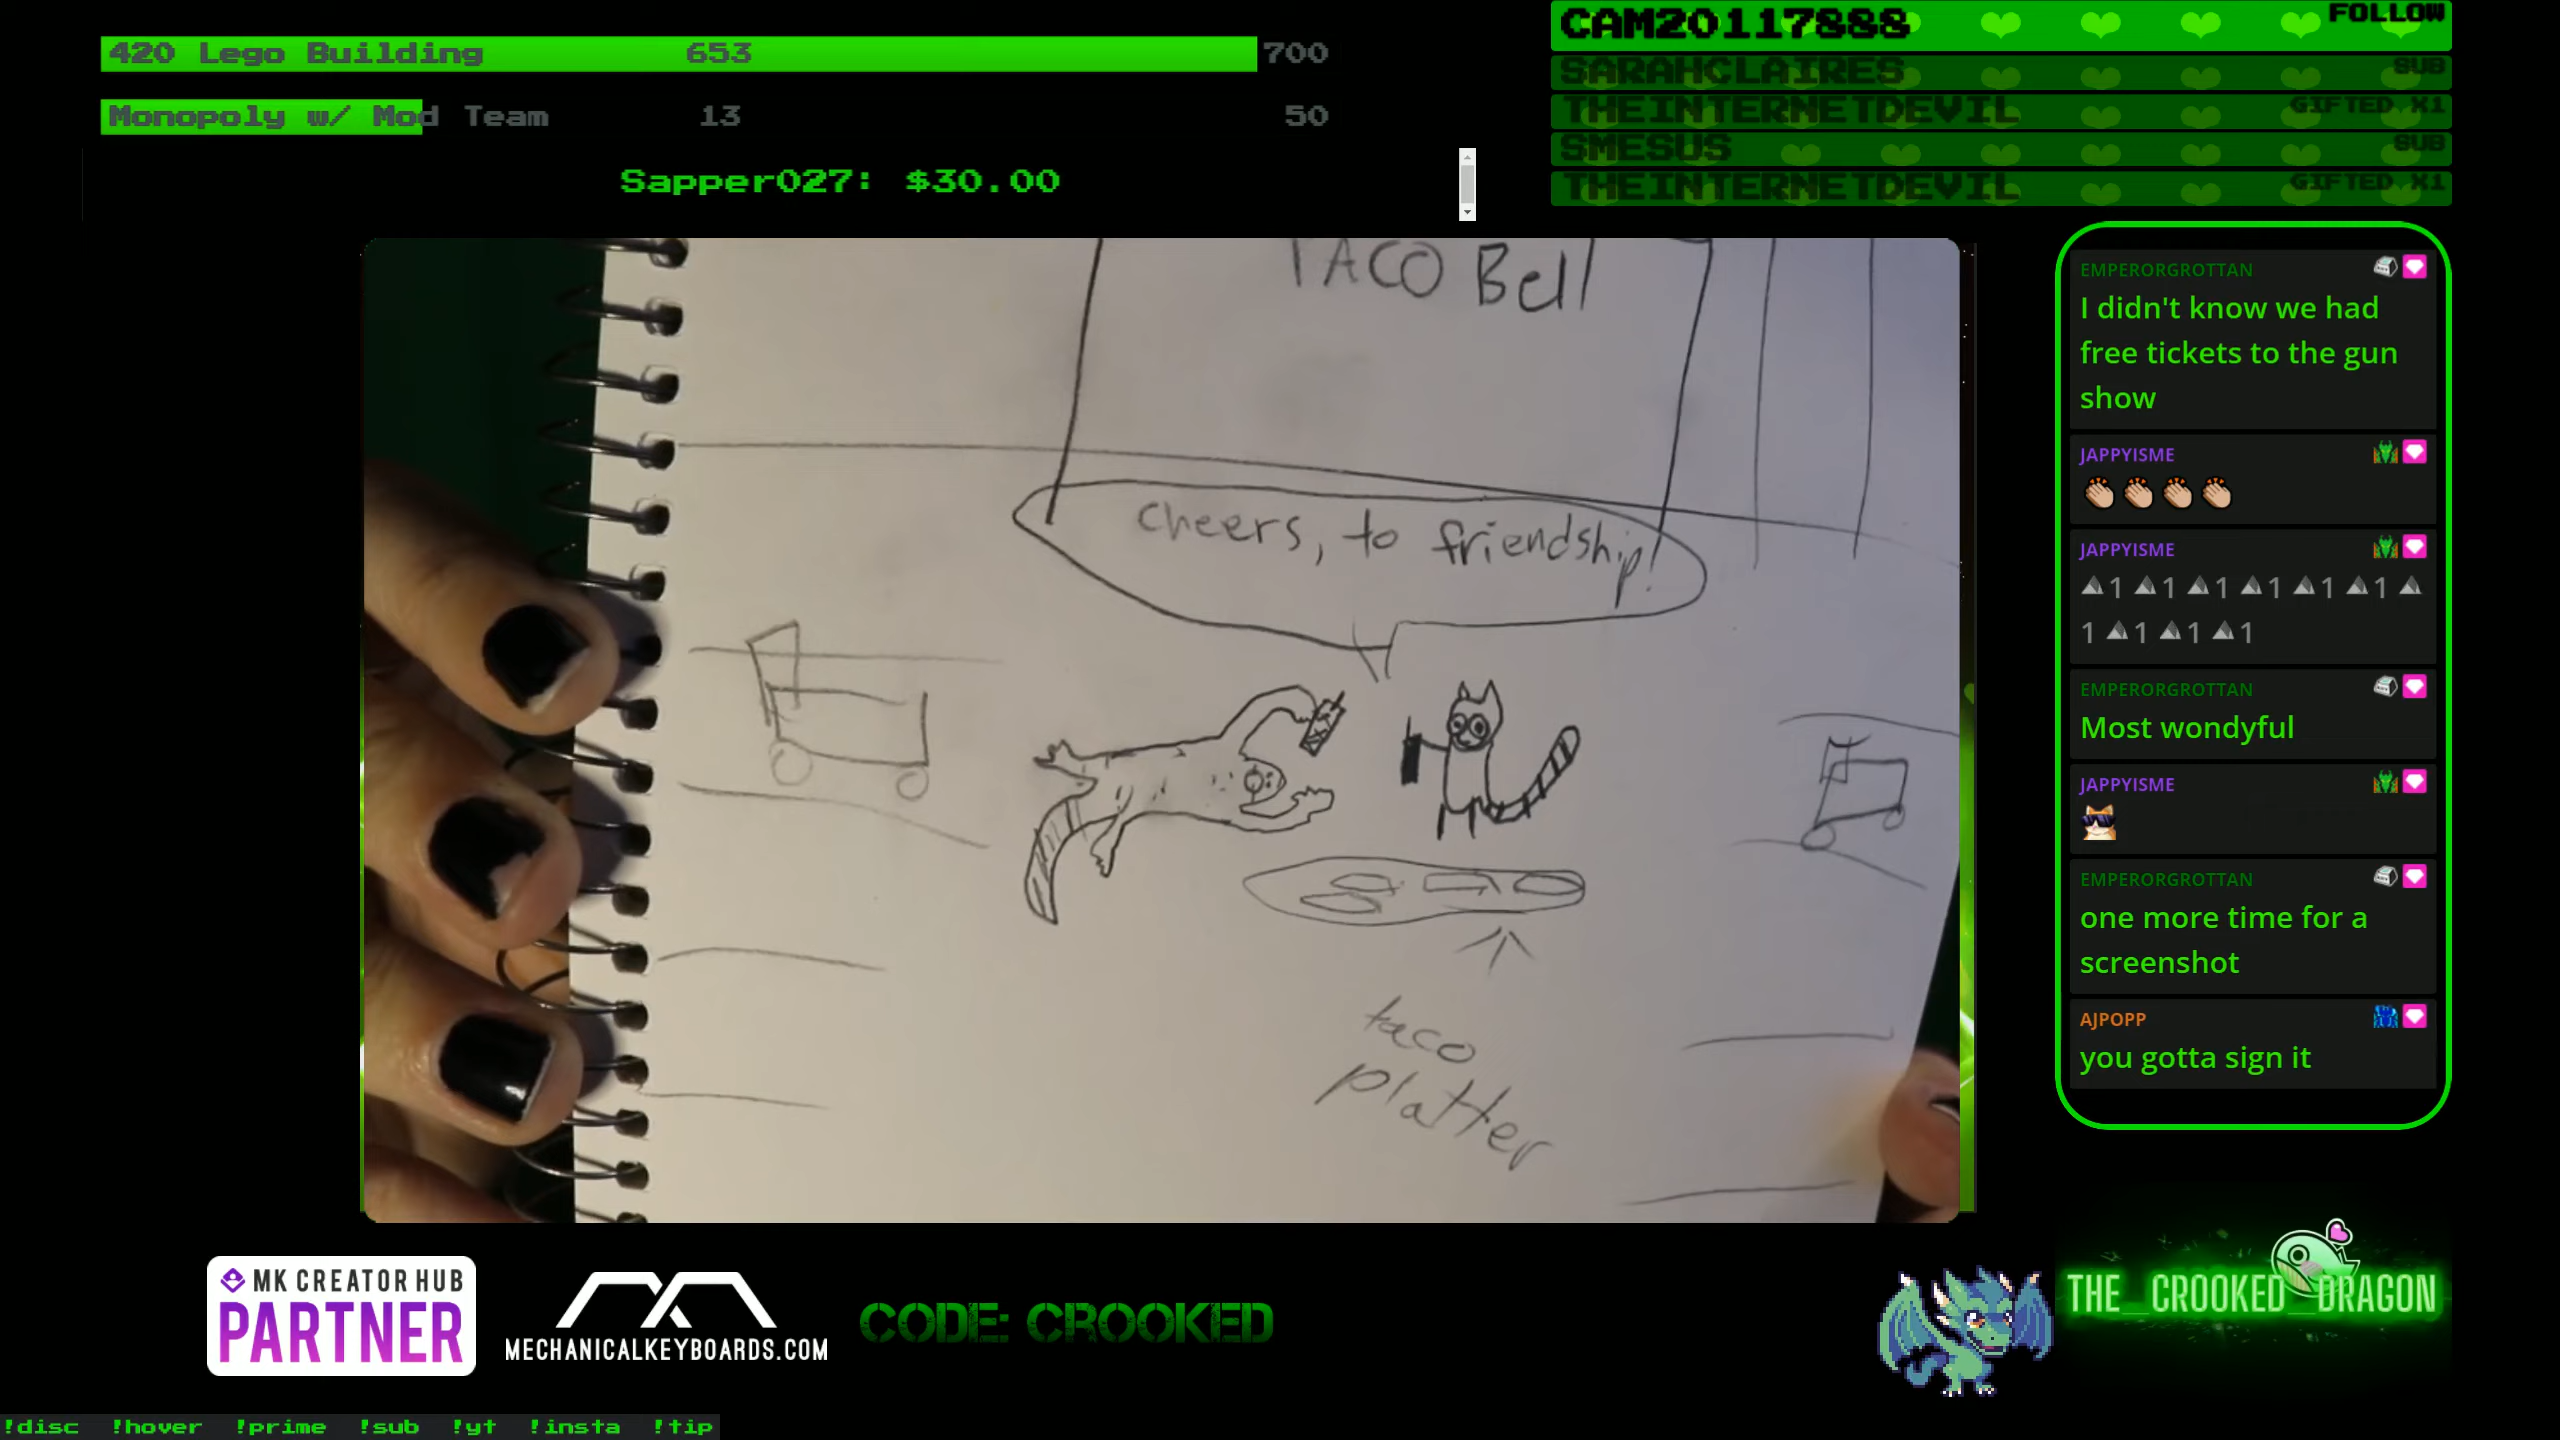 420 Lego Building 653 700
Monopoly w/ Mod Team 13 50
Sapper027: $30.00
CAM20117888 FOLLOW
SARAHCLAIRES SUB
THEINTERNETDEVIL GIFTED X1
SMESUS SUB
THEINTERNETDEVIL GIFTED X1
TACO Bell
cheers, to friendship!
taco
platter
EMPERORGROTTAN
I didn't know we had
free tickets to the gun
show
JAPPYISME
JAPPYISME
1 1 1 1 1 1
1 1 1 1
EMPERORGROTTAN
Most wondyful
JAPPYISME
EMPERORGROTTAN
one more time for a
screenshot
AJPOPP
you gotta sign it
MK CREATOR HUB
PARTNER
MECHANICALKEYBOARDS.COM
CODE: CROOKED
THE_CROOKED_DRAGON
!disc !hover !prime !sub !yt !insta !tip